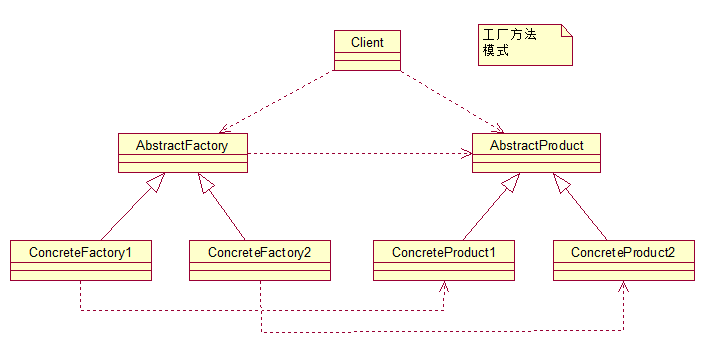 Client
工厂方法
模式
AbstractFactory
AbstractProduct
ConcreteFactory1
ConcreteFactory2
ConcreteProduct1
ConcreteProduct2